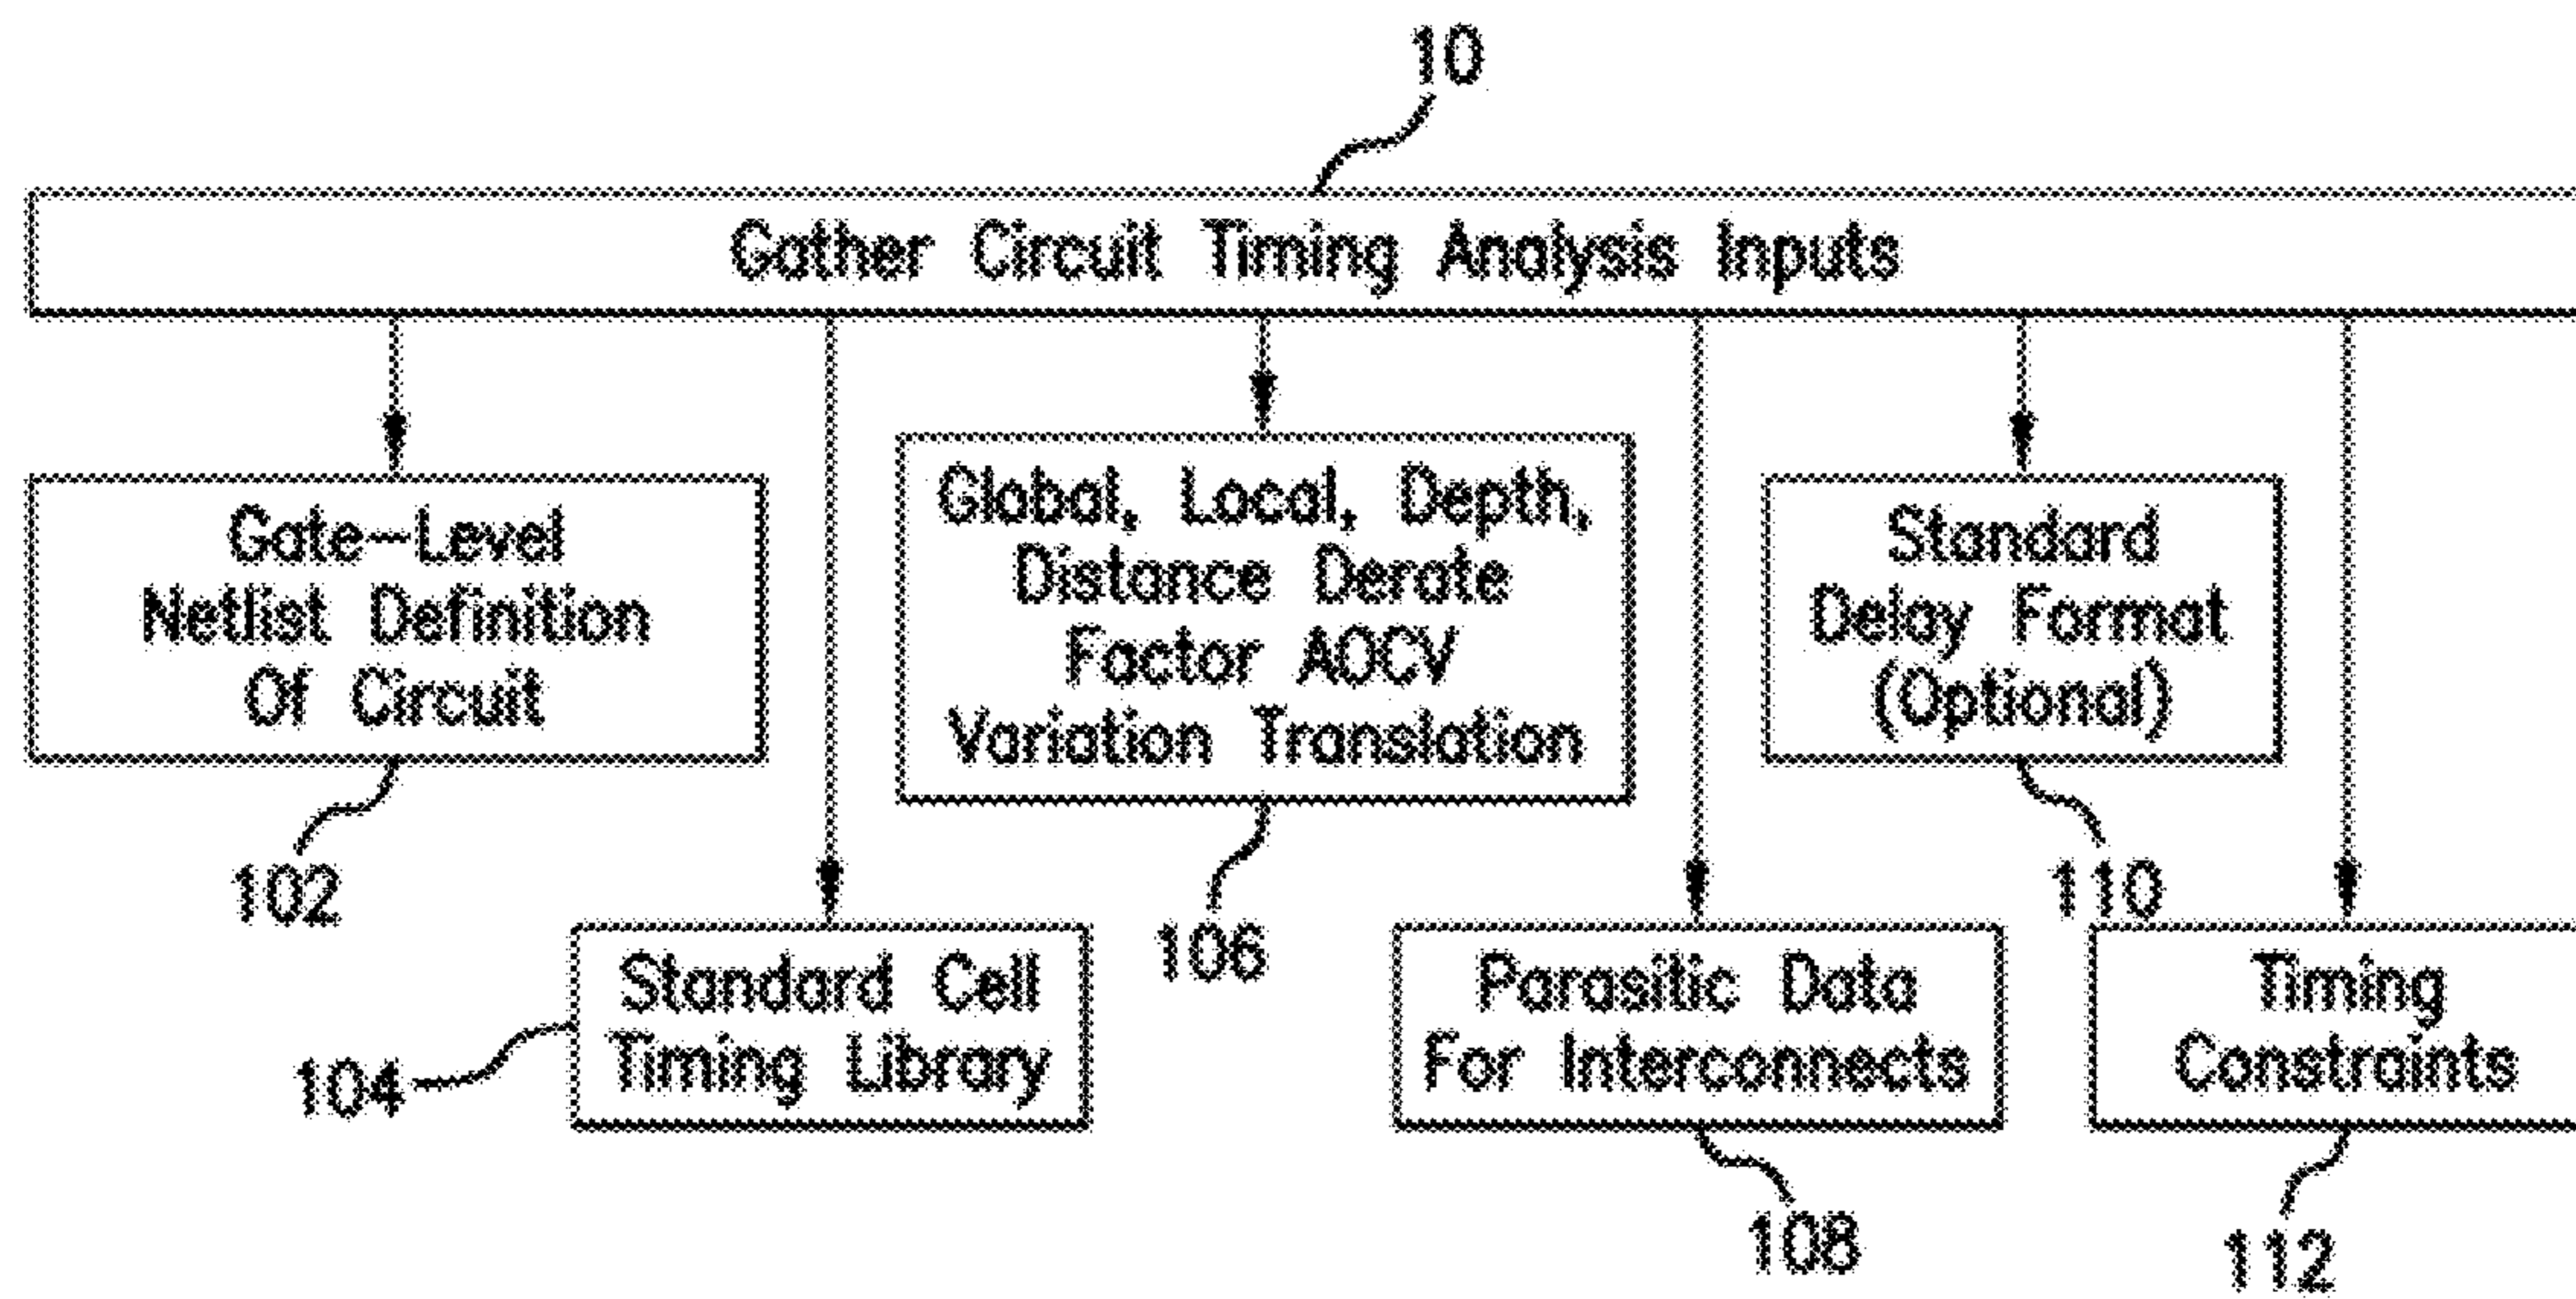 10
Gather Circuit Timing Analysis Inputs
Gate-Level
Netlist Definition
Of Circuit
102
Standard Cell
Timing Library
104
Global, Local, Depth,
Distance Derate
Factor AOCV
Variation Translation
106
Parasitic Data
For Interconnects
108
Standard
Delay Format
(Optional)
110
Timing
Constraints
112